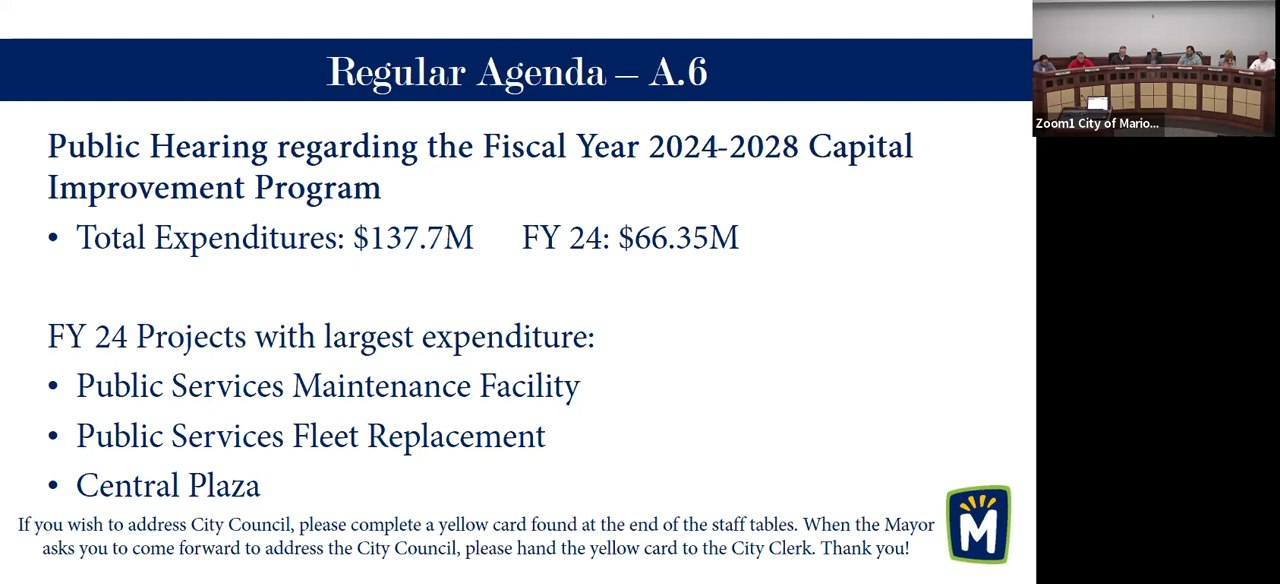 Regular Agenda – A.6
Public Hearing regarding the Fiscal Year 2024-2028 Capital
Improvement Program
• Total Expenditures: $137.7M FY 24: $66.35M
FY 24 Projects with largest expenditure:
• Public Services Maintenance Facility
• Public Services Fleet Replacement
• Central Plaza
If you wish to address City Council, please complete a yellow card found at the end of the staff tables. When the Mayor
asks you to come forward to address the City Council, please hand the yellow card to the City Clerk. Thank you!
M
Zoom1 City of Mario...